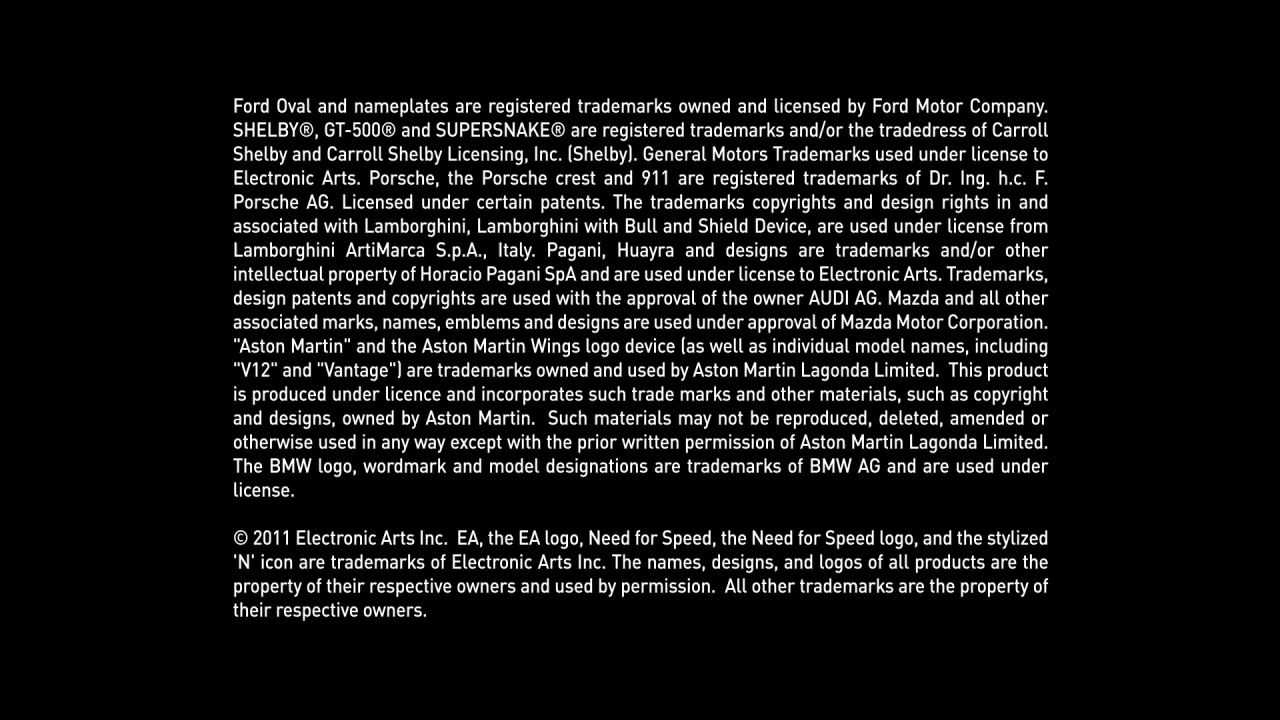 Ford Oval and nameplates are registered trademarks owned and licensed by Ford Motor Company.
SHELBY®, GT-500® and SUPERSNAKE® are registered trademarks and/or the tradedress of Carroll
Shelby and Carroll Shelby Licensing, Inc. (Shelby). General Motors Trademarks used under license to
Electronic Arts. Porsche, the Porsche crest and 911 are registered trademarks of Dr. Ing. h.c. F.
Porsche AG. Licensed under certain patents. The trademarks copyrights and design rights in and
associated with Lamborghini, Lamborghini with Bull and Shield Device, are used under license from
Lamborghini ArtiMarca S.p.A., Italy. Pagani, Huayra and designs are trademarks and/or other
intellectual property of Horacio Pagani SpA and are used under license to Electronic Arts. Trademarks,
design patents and copyrights are used with the approval of the owner AUDI AG. Mazda and all other
associated marks, names, emblems and designs are used under approval of Mazda Motor Corporation.
"Aston Martin" and the Aston Martin Wings logo device (as well as individual model names, including
"V12" and "Vantage") are trademarks owned and used by Aston Martin Lagonda Limited.  This product
is produced under licence and incorporates such trade marks and other materials, such as copyright
and designs, owned by Aston Martin.  Such materials may not be reproduced, deleted, amended or
otherwise used in any way except with the prior written permission of Aston Martin Lagonda Limited.
The BMW logo, wordmark and model designations are trademarks of BMW AG and are used under
license.
© 2011 Electronic Arts Inc.  EA, the EA logo, Need for Speed, the Need for Speed logo, and the stylized
'N' icon are trademarks of Electronic Arts Inc. The names, designs, and logos of all products are the
property of their respective owners and used by permission.  All other trademarks are the property of
their respective owners.